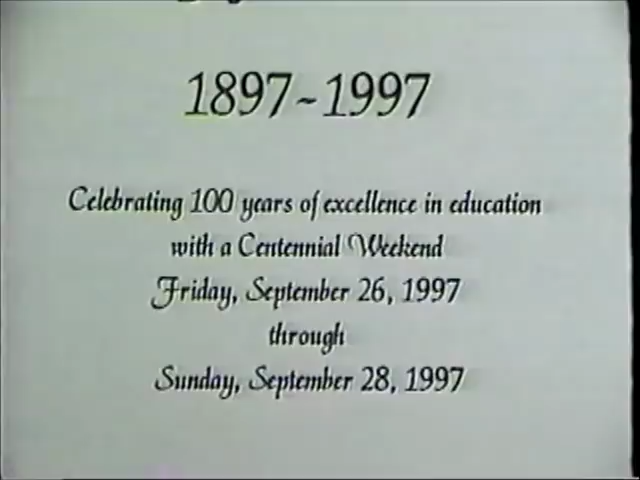 1897~1997
Celebrating 100 years of excellence in education
with a Centennial Weekend
Friday, September 26, 1997
through
Sunday, September 28, 1997